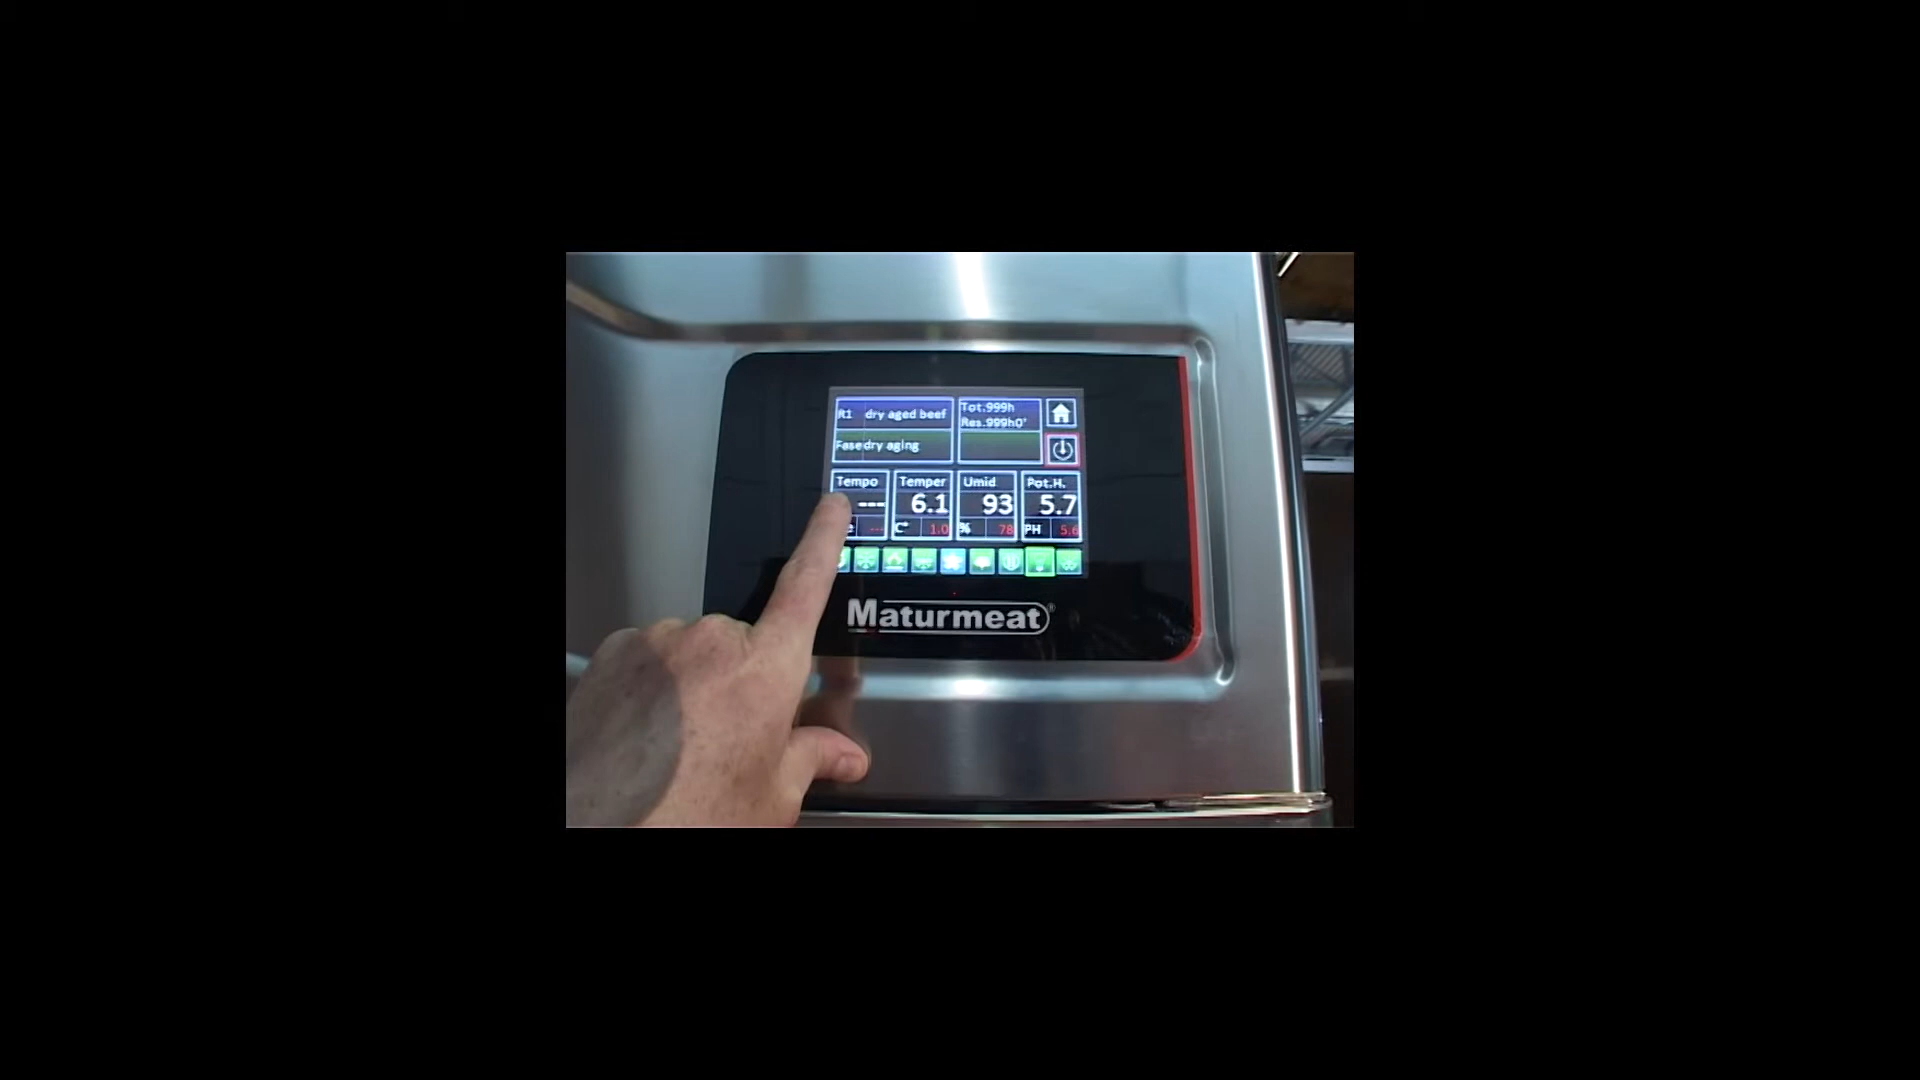 R1 dry aged beef
Tot.999h
Res.999h0'
Fase dry aging
Tempo Temper Umid Pot.H.
--- 6.1 93 5.7
--- C° 1.0 % 78 PH 5.6
Maturmeat®